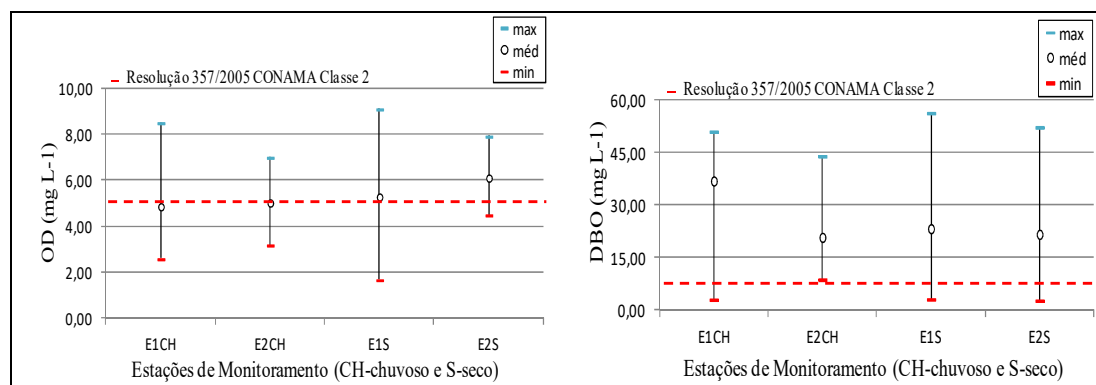 max
méd
min
Resolução 357/2005 CONAMA Classe 2
10,00
8,00
6,00
4,00
2,00
0,00
OD (mg L-1)
E1CH
E2CH
E1S
E2S
Estações de Monitoramento (CH-chuvoso e S-seco)
max
méd
min
Resolução 357/2005 CONAMA Classe 2
60,00
45,00
30,00
15,00
0,00
DBO (mg L-1)
E1CH
E2CH
E1S
E2S
Estações de Monitoramento (CH-chuvoso e S-seco)